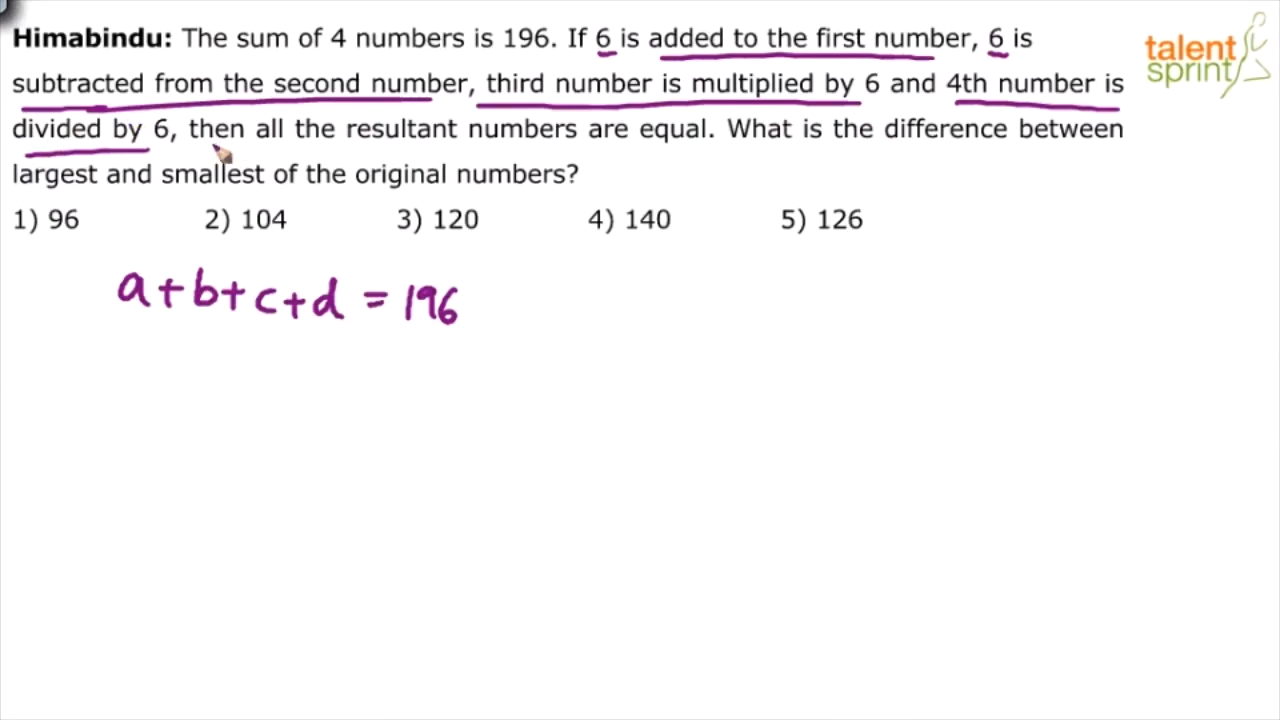 Himabindu: The sum of 4 numbers is 196. If 6 is added to the first number, 6 is
subtracted from the second number, third number is multiplied by 6 and 4th number is
divided by 6, then all the resultant numbers are equal. What is the difference between
largest and smallest of the original numbers?
1) 96 2) 104 3) 120 4) 140 5) 126
a+b+c+d = 196
talent
sprint